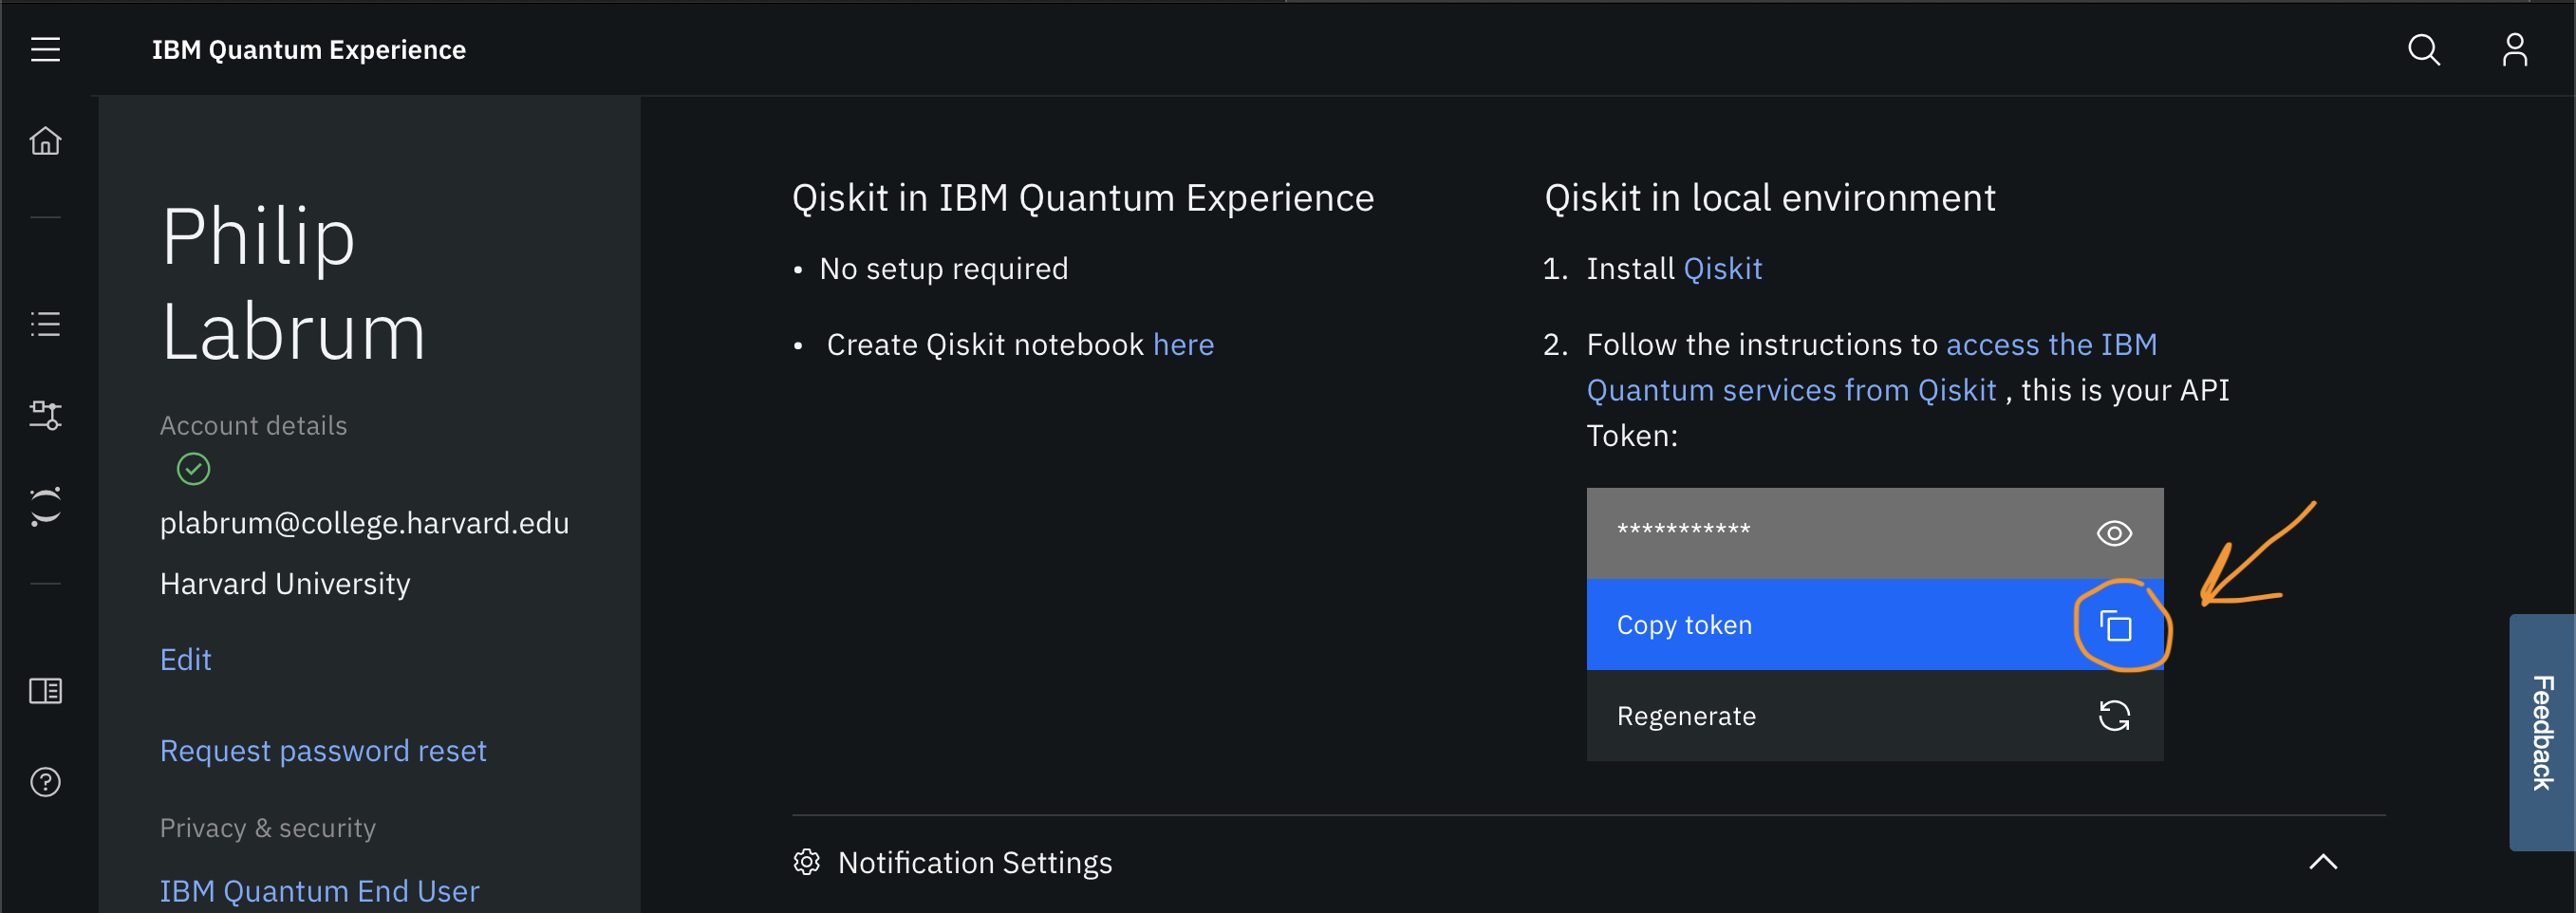 IBM Quantum Experience
Philip
Labrum
Account details
plabrum@college.harvard.edu
Harvard University
Edit
Request password reset
Privacy & security
IBM Quantum End User
Qiskit in IBM Quantum Experience
• No setup required
• Create Qiskit notebook here
Qiskit in local environment
1. Install Qiskit
2. Follow the instructions to access the IBM
Quantum services from Qiskit , this is your API
Token:
***********
Copy token
Regenerate
Notification Settings
Feedback